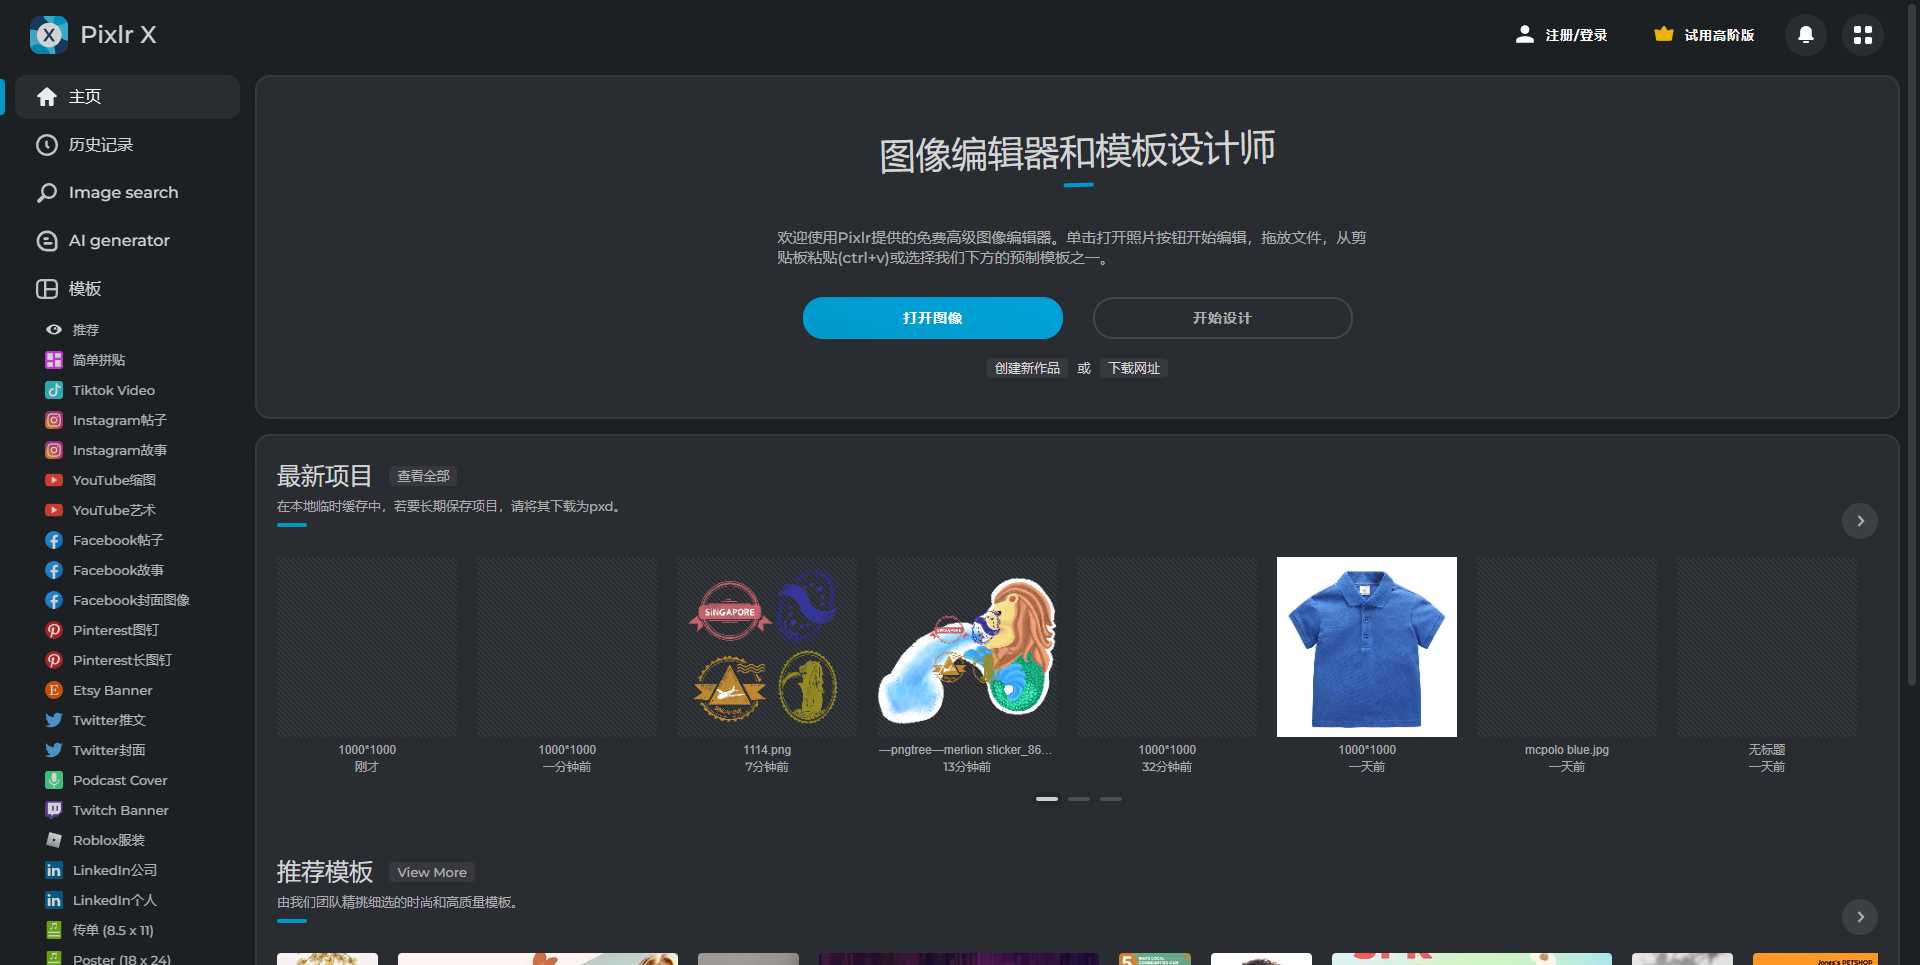 Pixlr X
注册/登录
试用高阶版
主页
历史记录
Image search
AI generator
模板
推荐
简单拼贴
Tiktok Video
Instagram帖子
Instagram故事
YouTube缩图
YouTube艺术
Facebook帖子
Facebook故事
Facebook封面图像
Pinterest图钉
Pinterest长图钉
Etsy Banner
Twitter推文
Twitter封面
Podcast Cover
Twitch Banner
Roblox服装
LinkedIn公司
LinkedIn个人
传单 (8.5 x 11)
Poster (18 x 24)
图像编辑器和模板设计师
欢迎使用Pixlr提供的免费高级图像编辑器。单击打开照片按钮开始编辑，拖放文件，从剪
贴板粘贴(ctrl+v)或选择我们下方的预制模板之一。
打开图像
开始设计
创建新作品 或 下载网址
最新项目 查看全部
在本地临时缓存中，若要长期保存项目，请将其下载为pxd。
SINGAPORE
SINGAPORE
1000*1000
刚才
1000*1000
一分钟前
1114.png
7分钟前
—pngtree—merlion sticker_86...
13分钟前
1000*1000
32分钟前
1000*1000
一天前
mcpolo blue.jpg
一天前
无标题
一天前
推荐模板 View More
由我们团队精挑细选的时尚和高质量模板。
5 WAYS LOCAL
COMMUNITIES CAN
Jones's PETSHOP